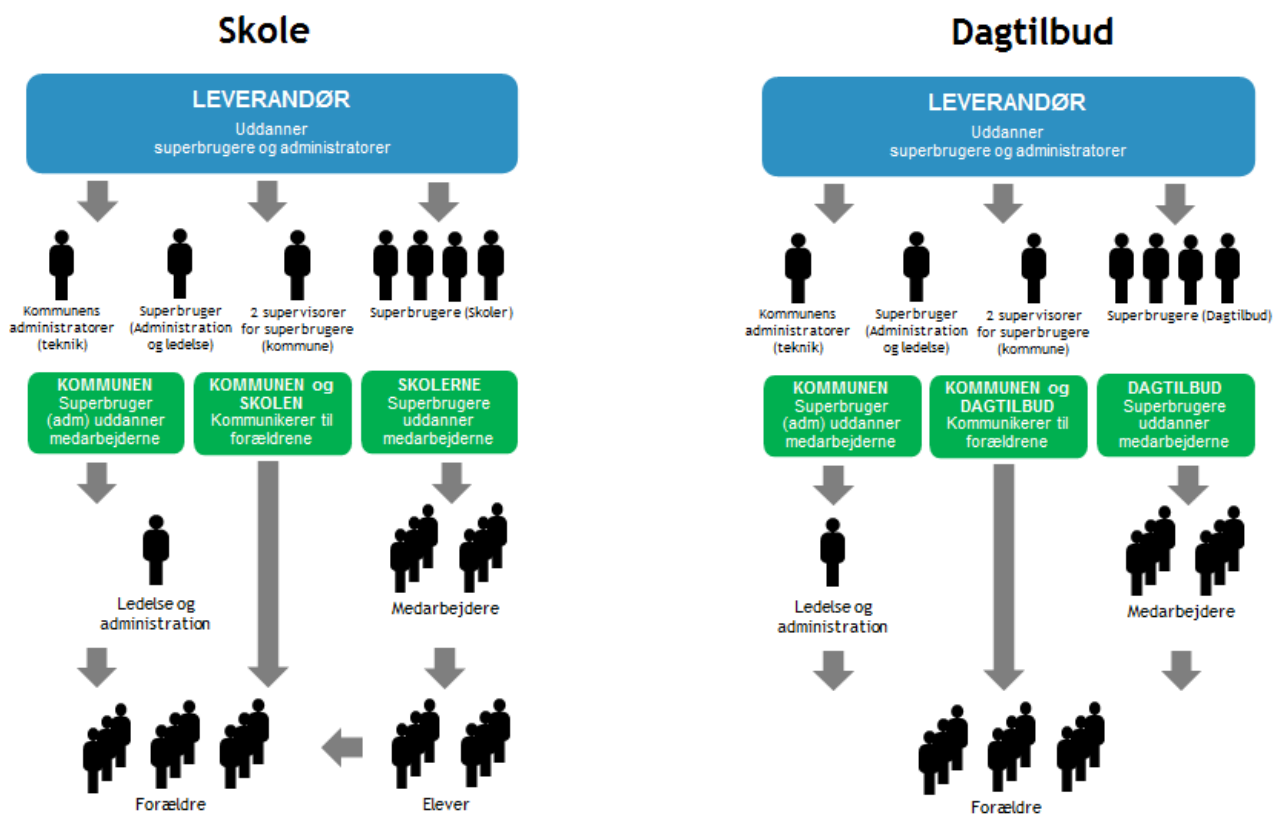 Skole
LEVERANDØR
Uddanner
superbrugere og administratorer
Kommunens
administratorer
(teknik)
Superbruger
(Administration
og ledelse)
2 supervisorer
for superbrugere
(kommune)
Superbrugere (Skoler)
KOMMUNEN
Superbruger
(adm) uddanner
medarbejderne
KOMMUNEN og
SKOLEN
Kommunikerer til
forældrene
SKOLERNE
Superbrugere
uddanner
medarbejderne
Ledelse og
administration
Medarbejdere
Forældre
Elever
Dagtilbud
LEVERANDØR
Uddanner
superbrugere og administratorer
Kommunens
administratorer
(teknik)
Superbruger
(Administration
og ledelse)
2 supervisorer
for superbrugere
(kommune)
Superbrugere (Dagtilbud)
KOMMUNEN
Superbruger
(adm) uddanner
medarbejderne
KOMMUNEN og
DAGTILBUD
Kommunikerer til
forældrene
DAGTILBUD
Superbrugere
uddanner
medarbejderne
Ledelse og
administration
Medarbejdere
Forældre